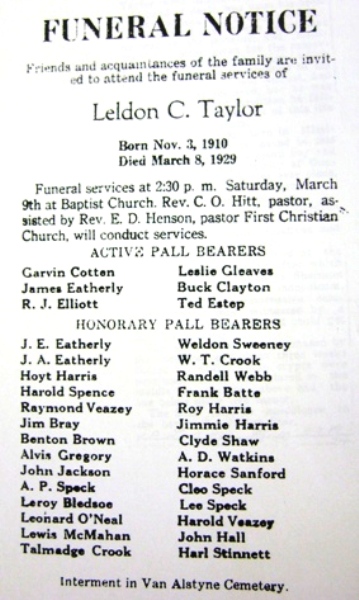 FUNERAL NOTICE
Friends and acquaintances of the family are invit-
ed to attend the funeral services of
Leldon C. Taylor
Born Nov. 3, 1910
Died March 8, 1929
Funeral services at 2:30 p. m. Saturday, March
9th at Baptist Church. Rev. C. O. Hitt, pastor, as-
sisted by Rev. E. D. Henson, pastor First Christian
Church, will conduct services.
ACTIVE PALL BEARERS
Garvin Cotten Leslie Gleaves
James Eatherly Buck Clayton
R. J. Elliott Ted Estep
HONORARY PALL BEARERS
J. E. Eatherly Weldon Sweeney
J. A. Eatherly W. T. Crook
Hoyt Harris Randell Webb
Harold Spence Frank Batte
Raymond Veazey Roy Harris
Jim Bray Jimmie Harris
Benton Brown Clyde Shaw
Alvis Gregory A. D. Watkins
John Jackson Horace Sanford
A. P. Speck Cleo Speck
Leroy Bledsoe Lee Speck
Leonard O'Neal Harold Veazey
Lewis McMahan John Hall
Talmadge Crook Harl Stinnett
Interment in Van Alstyne Cemetery.